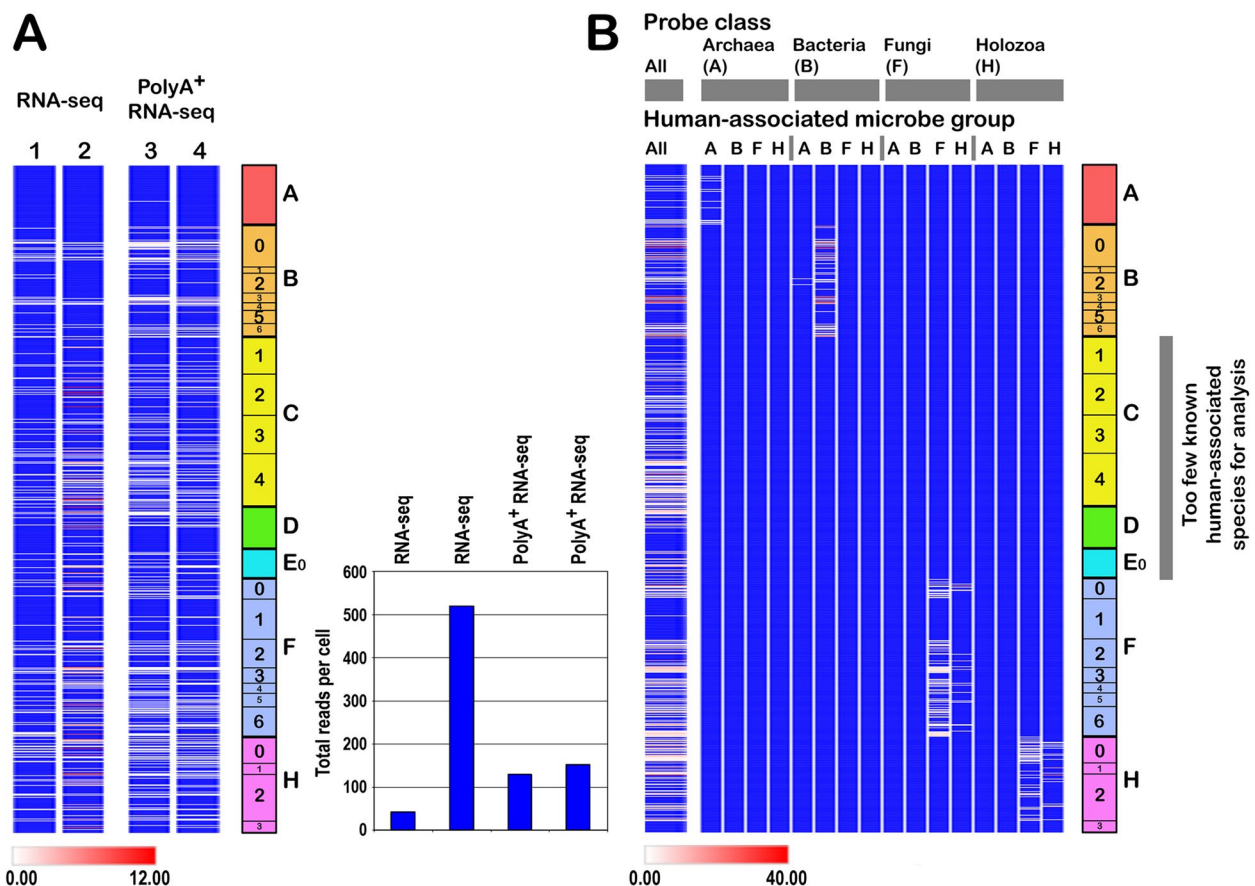 A
RNA-seq
PolyA+
RNA-seq
1 2 3 4
A
0
1
2
3
4
5
6
B
1
2
3
4
C
D
E0
0
1
2
3
4
5
6
F
0
1
2
3
H
0.00 12.00
RNA-seq
RNA-seq
PolyA+ RNA-seq
PolyA+ RNA-seq
Total reads per cell
600
500
400
300
200
100
0
B
Probe class
All
Archaea
(A)
Bacteria
(B)
Fungi
(F)
Holozoa
(H)
Human-associated microbe group
All A B F H A B F H A B F H A B F H
A
0
1
2
3
4
5
6
B
1
2
3
4
C
D
E0
0
1
2
3
4
5
6
F
0
1
2
3
H
Too few known
human-associated
species for analysis
0.00 40.00